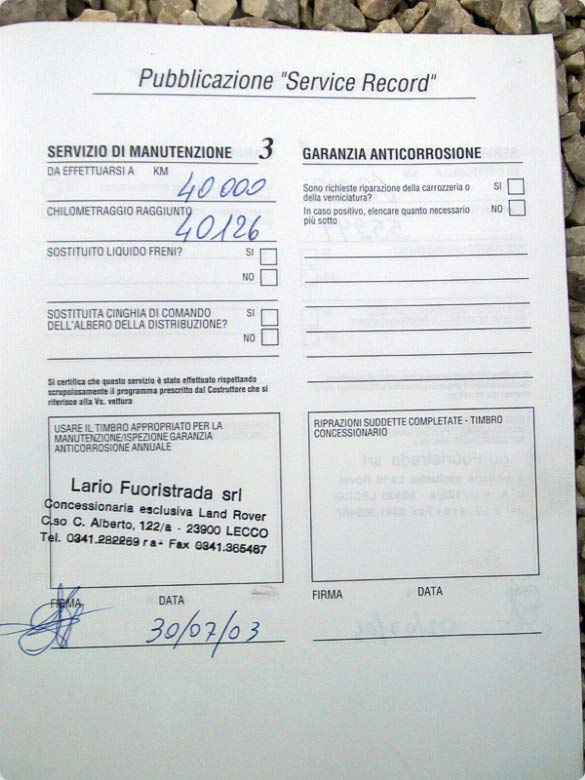 Pubblicazione "Service Record"
SERVIZIO DI MANUTENZIONE 3
DA EFFETTUARSI A KM
40000
CHILOMETRAGGIO RAGGIUNTO
40126
SOSTITUITO LIQUIDO FRENI? SI
NO
SOSTITUITA CINGHIA DI COMANDO SI
DELL'ALBERO DELLA DISTRIBUZIONE?
NO
Si certifica che questo servizio è stato effettuato rispettando
scrupolosamente il programma prescritto dal Costruttore che si
riferisce alla Vs. vettura
USARE IL TIMBRO APPROPRIATO PER LA
MANUTENZIONE/ISPEZIONE GARANZIA
ANTICORROSIONE ANNUALE
Lario Fuoristrada srl
Concessionaria esclusiva Land Rover
C.so C. Alberto, 122/a - 23900 LECCO
Tel. 0341.282269 r a - Fax 0341.365467
FIRMA DATA
30/07/03
GARANZIA ANTICORROSIONE
Sono richieste riparazione della carrozzeria o SI
della verniciatura?
In caso positivo, elencare quanto necessario NO
più sotto
RIPRAZIONI SUDDETTE COMPLETATE - TIMBRO
CONCESSIONARIO
FIRMA DATA